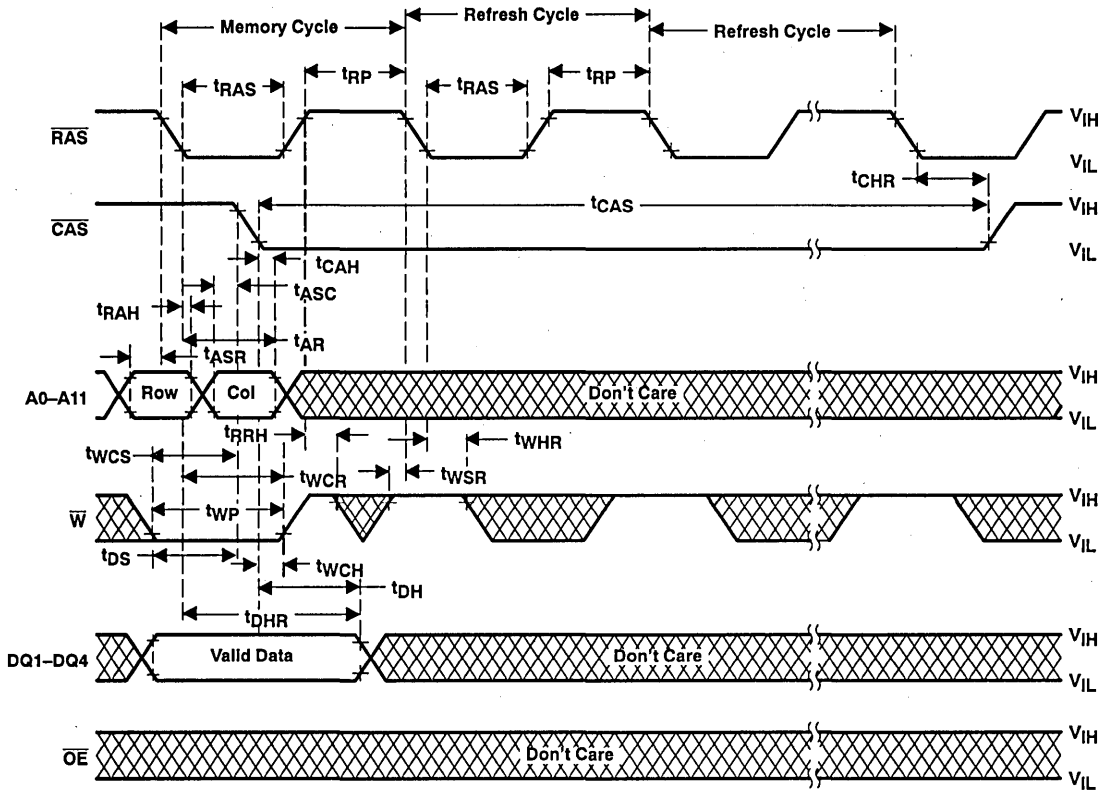 Memory Cycle
Refresh Cycle
Refresh Cycle
tRAS
tRP
tRAS
tRP
RAS
VIH
VIL
tCHR
tCAS
CAS
VIH
VIL
tCAH
tASC
tRAH
tAR
tASR
A0–A11
Row
Col
Don't Care
VIH
VIL
tRRH
tWHR
tWCS
tWCR
tWSR
W
tWP
VIH
VIL
tDS
tWCH
tDH
tDHR
DQ1–DQ4
Valid Data
Don't Care
VIH
VIL
OE
Don't Care
VIH
VIL